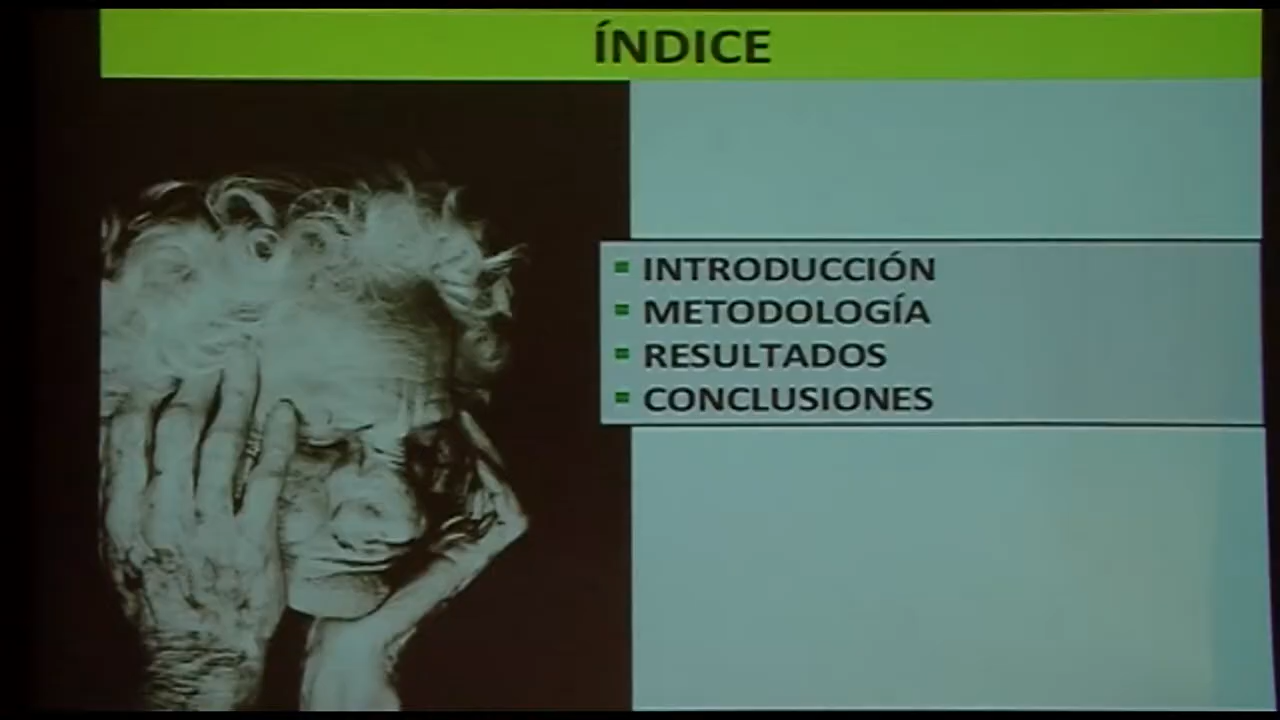 ÍNDICE
INTRODUCCIÓN
METODOLOGÍA
RESULTADOS
CONCLUSIONES